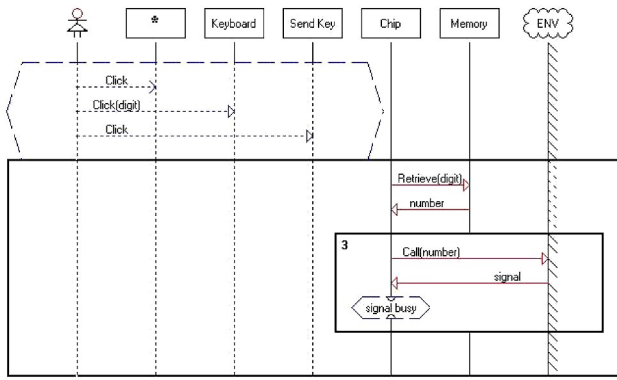 * Keyboard Send Key Chip Memory ENV
Click
Click(digit)
Click
Retrieve(digit)
number
3
Call(number)
signal
signal busy